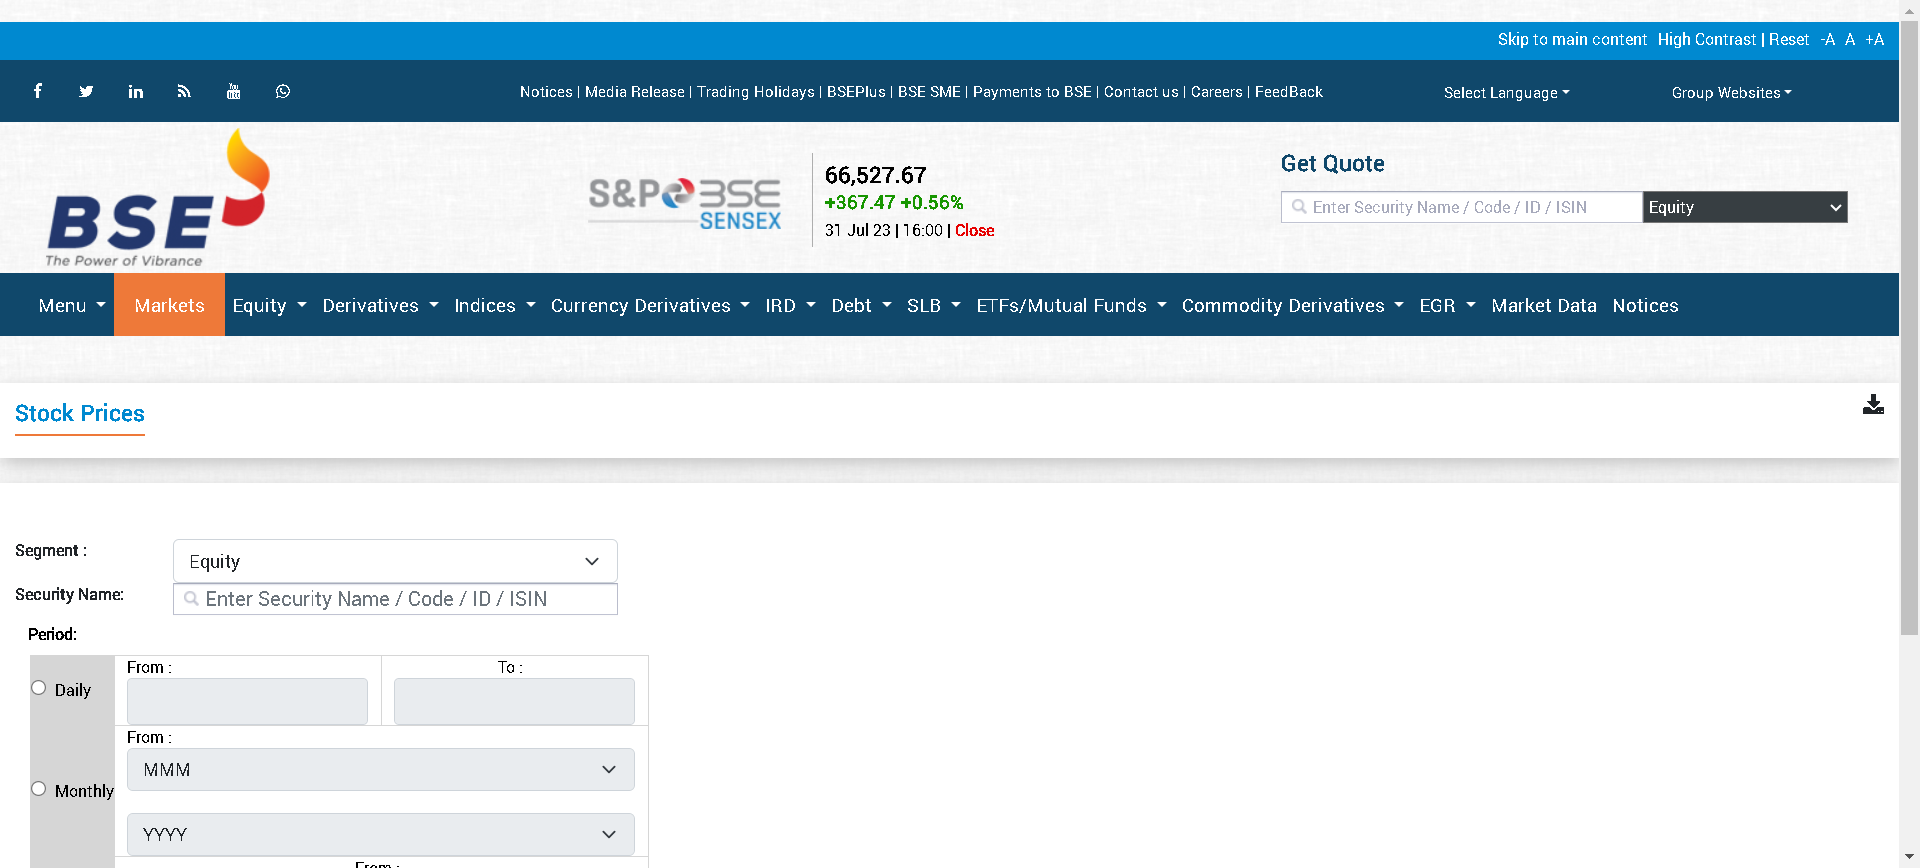 Skip to main content High Contrast | Reset -A A +A
Notices | Media Release | Trading Holidays | BSEPlus | BSE SME | Payments to BSE | Contact us | Careers | FeedBack
Select Language
Group Websites
BSE
The Power of Vibrance
S&P BSE
SENSEX
66,527.67
+367.47 +0.56%
31 Jul 23 | 16:00 | Close
Get Quote
Enter Security Name / Code / ID / ISIN
Equity
Menu Markets Equity Derivatives Indices Currency Derivatives IRD Debt SLB ETFs/Mutual Funds Commodity Derivatives EGR Market Data Notices
Stock Prices
Segment :
Equity
Security Name:
Enter Security Name / Code / ID / ISIN
Period:
From :
To :
Daily
From :
MMM
Monthly
YYYY
From :